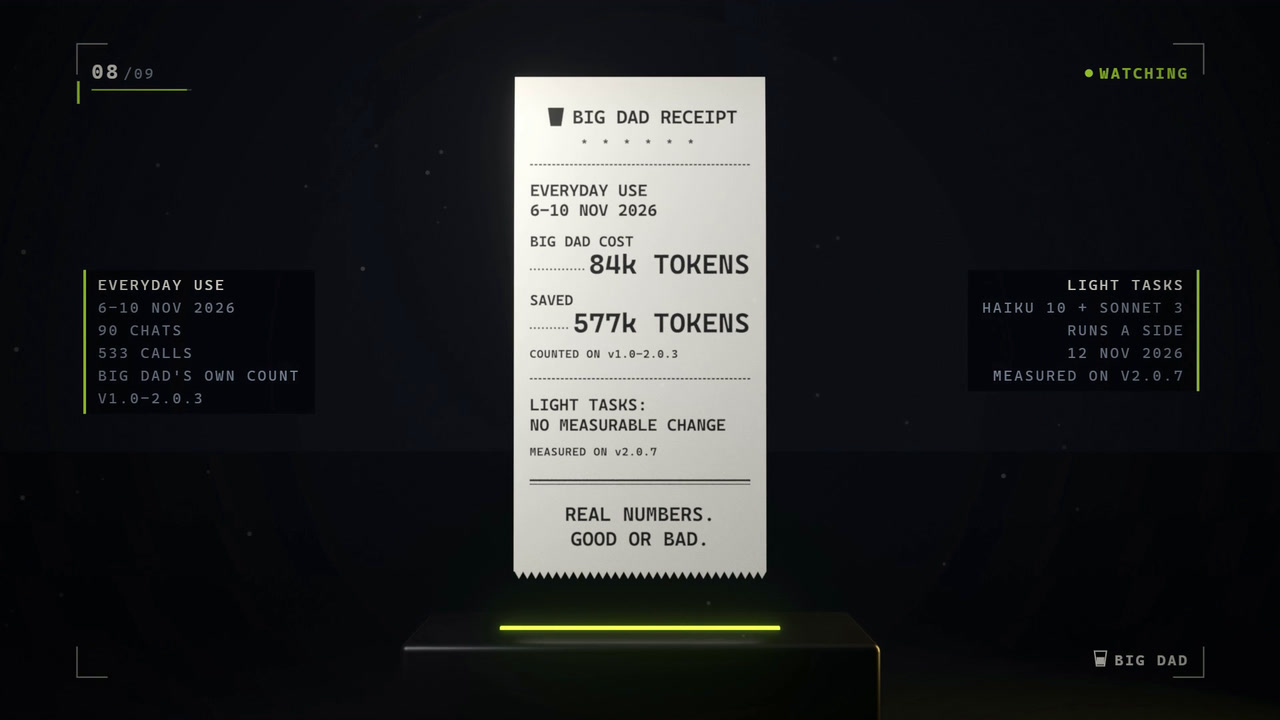 08/09
WATCHING
BIG DAD RECEIPT
* * * * * *
EVERYDAY USE
6–10 NOV 2026
BIG DAD COST
84k TOKENS
SAVED
577k TOKENS
COUNTED ON v1.0–2.0.3
LIGHT TASKS:
NO MEASURABLE CHANGE
MEASURED ON v2.0.7
REAL NUMBERS.
GOOD OR BAD.
EVERYDAY USE
6–10 NOV 2026
90 CHATS
533 CALLS
BIG DAD'S OWN COUNT
V1.0–2.0.3
LIGHT TASKS
HAIKU 10 + SONNET 3
RUNS A SIDE
12 NOV 2026
MEASURED ON V2.0.7
BIG DAD